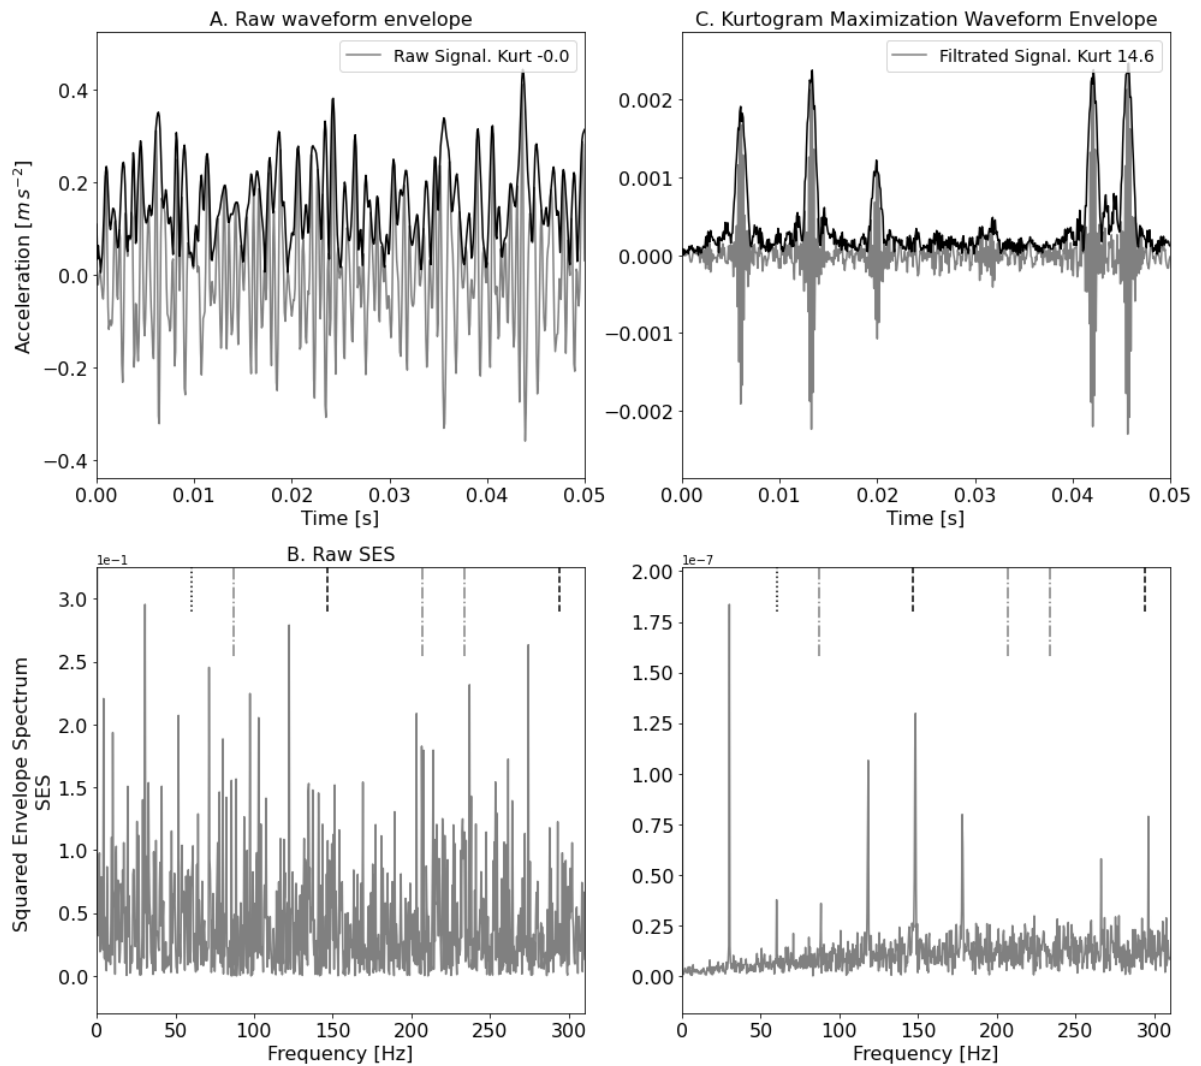 A. Raw waveform envelope
Raw Signal. Kurt -0.0
Acceleration [m s−2]
0.4
0.2
0.0
−0.2
−0.4
0.00 0.01 0.02 0.03 0.04 0.05
Time [s]
C. Kurtogram Maximization Waveform Envelope
Filtrated Signal. Kurt 14.6
0.002
0.001
0.000
−0.001
−0.002
0.00 0.01 0.02 0.03 0.04 0.05
Time [s]
B. Raw SES
1e−1
Squared Envelope Spectrum
SES
3.0
2.5
2.0
1.5
1.0
0.5
0.0
0 50 100 150 200 250 300
Frequency [Hz]
1e−7
2.00
1.75
1.50
1.25
1.00
0.75
0.50
0.25
0.00
0 50 100 150 200 250 300
Frequency [Hz]